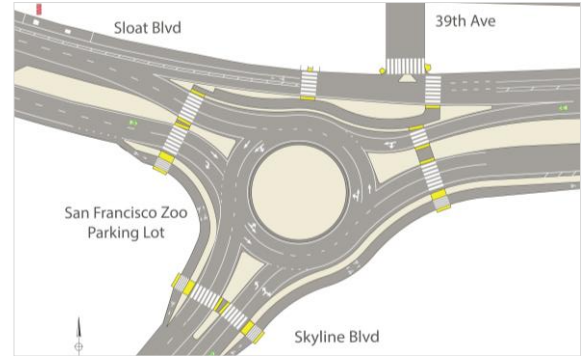 Sloat Blvd
39th Ave
San Francisco Zoo
Parking Lot
Skyline Blvd